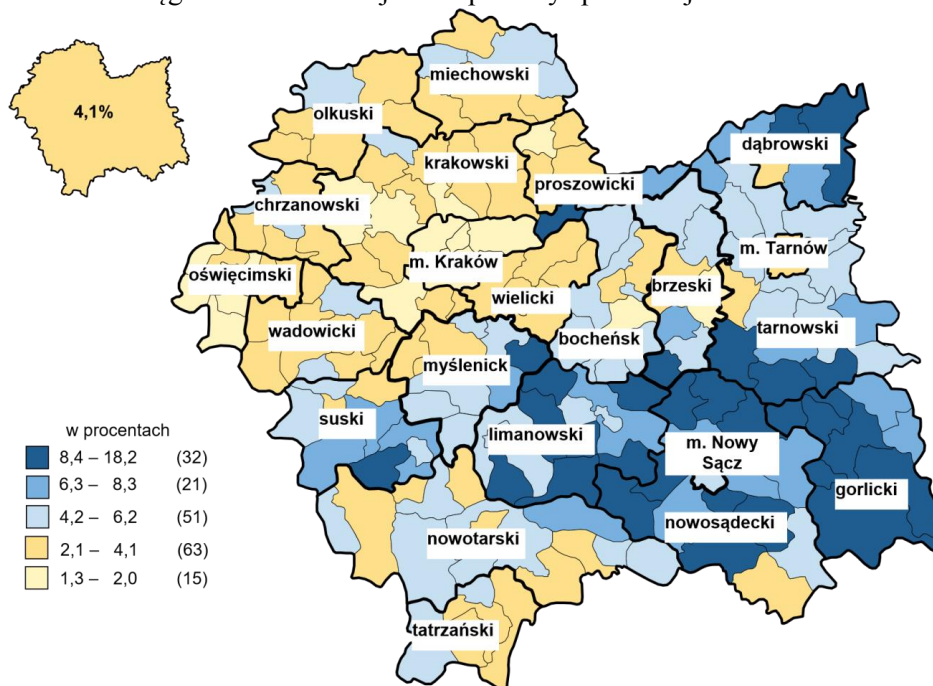 4,1%
miechowski
olkuski
dąbrowski
krakowski
proszowicki
chrzanowski
m. Tarnów
m. Kraków
oświęcimski
brzeski
wielicki
wadowicki
bocheńsk
tarnowski
myślenick
suski
limanowski
m. Nowy
Sącz
gorlicki
nowosądecki
nowotarski
tatrzański
w procentach
8,4 – 18,2 (32)
6,3 – 8,3 (21)
4,2 – 6,2 (51)
2,1 – 4,1 (63)
1,3 – 2,0 (15)